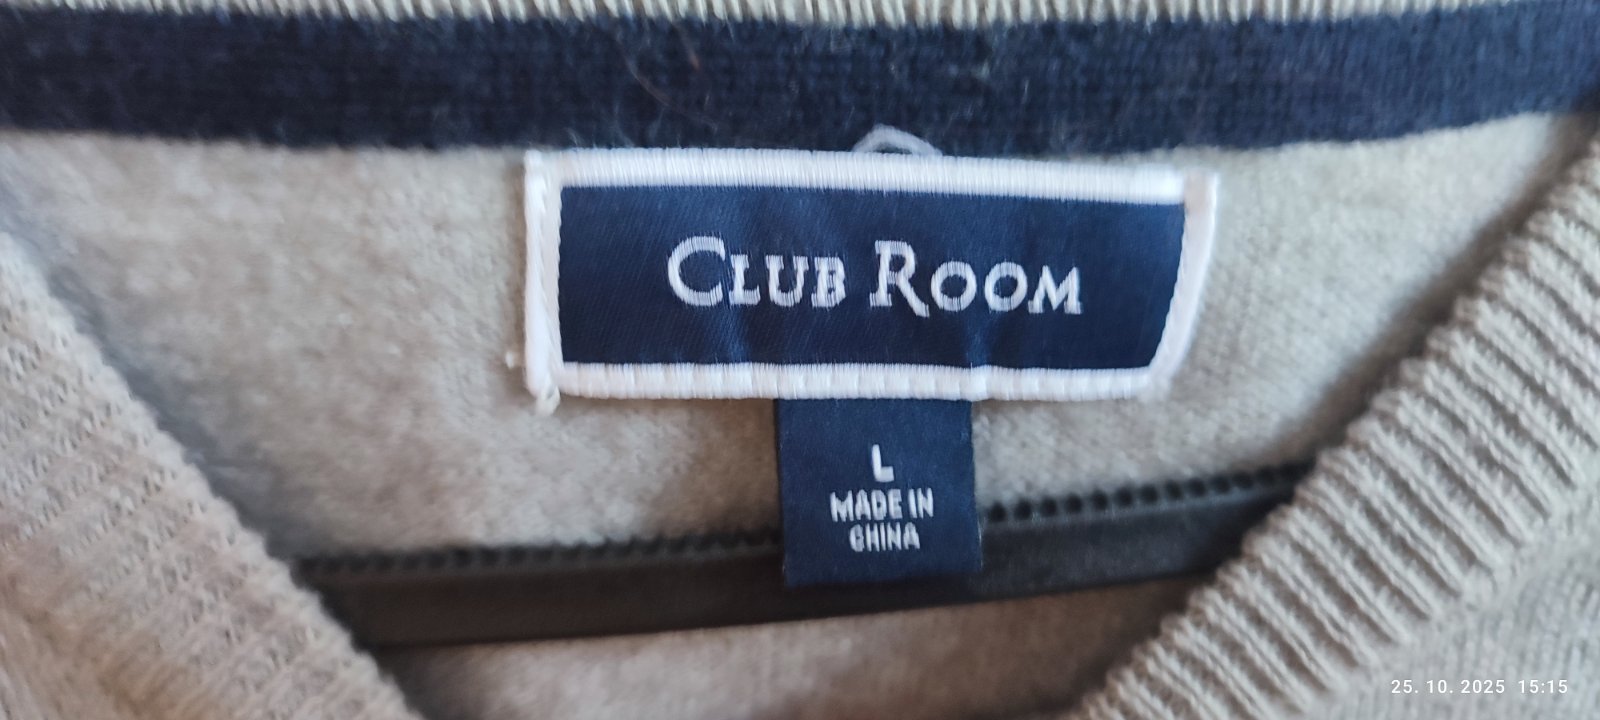 CLUB ROOM
L
MADE IN
CHINA
25. 10. 2025 15:15